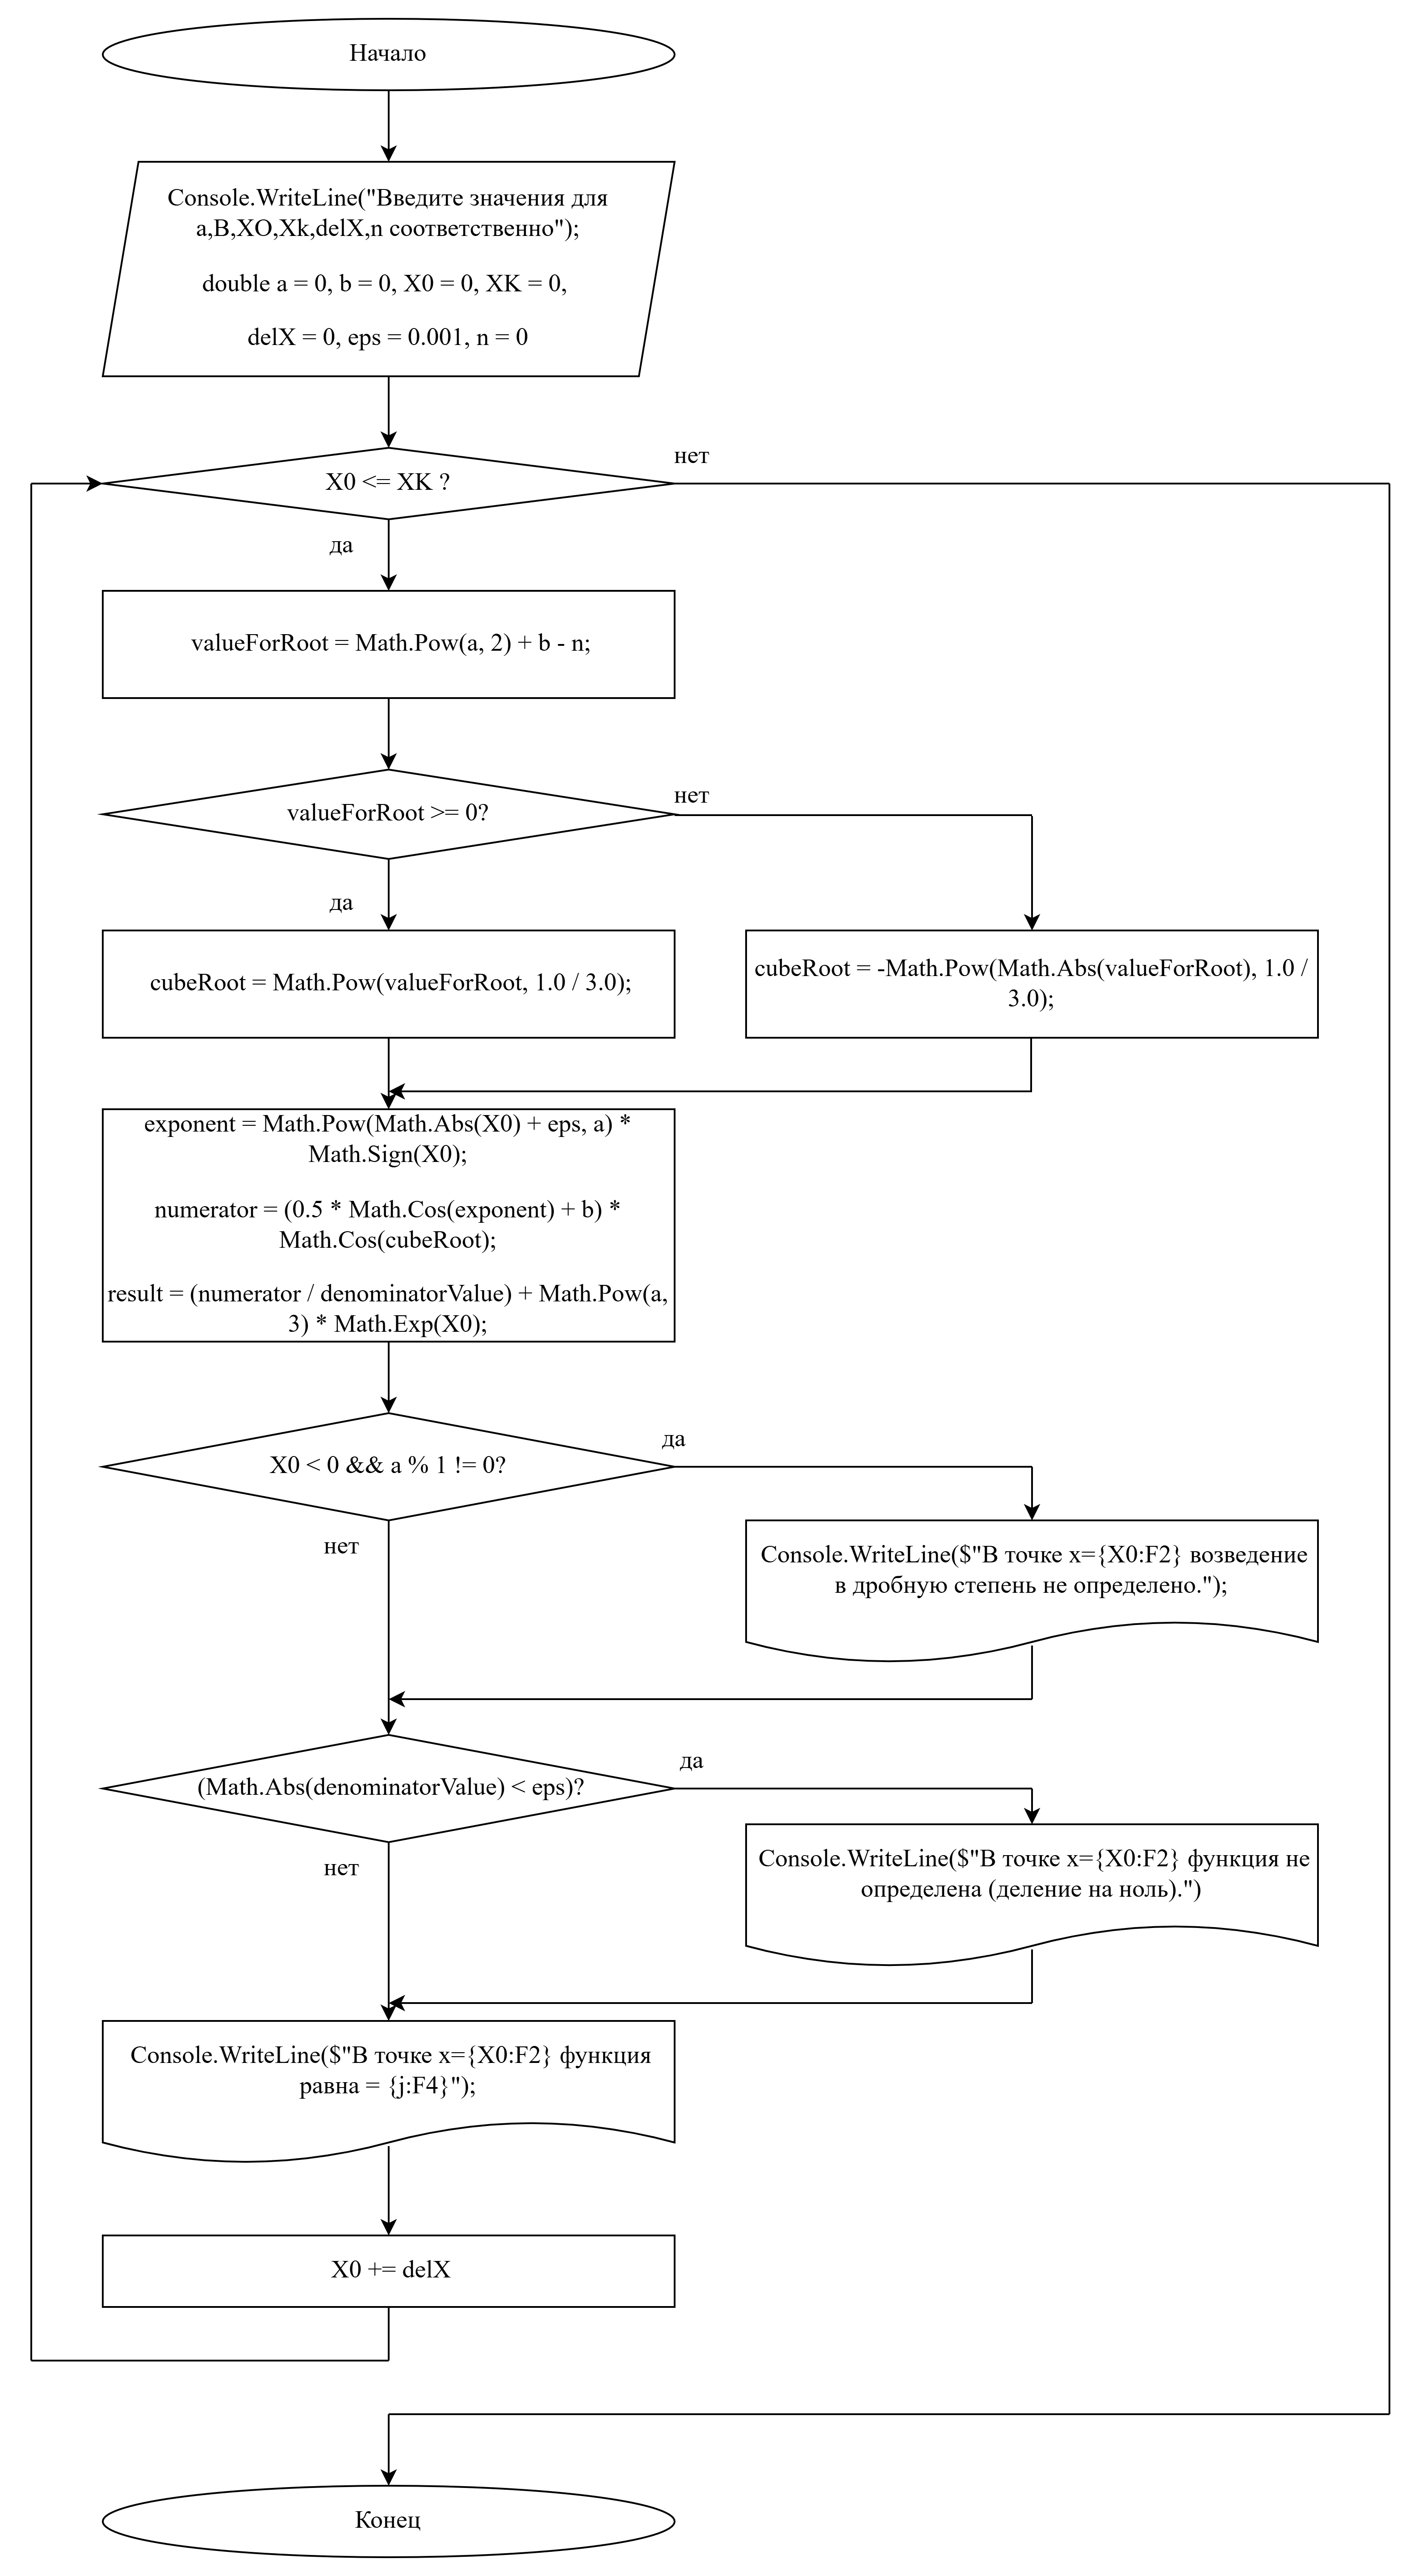 Начало
Console.WriteLine("Введите значения для
a,B,XO,Xk,delX,n соответственно");
double a = 0, b = 0, X0 = 0, XK = 0,
delX = 0, eps = 0.001, n = 0
нет
X0 <= XK ?
да
valueForRoot = Math.Pow(a, 2) + b - n;
нет
valueForRoot >= 0?
да
cubeRoot = Math.Pow(valueForRoot, 1.0 / 3.0);
cubeRoot = -Math.Pow(Math.Abs(valueForRoot), 1.0 /
3.0);
exponent = Math.Pow(Math.Abs(X0) + eps, a) *
Math.Sign(X0);
numerator = (0.5 * Math.Cos(exponent) + b) *
Math.Cos(cubeRoot);
result = (numerator / denominatorValue) + Math.Pow(a,
3) * Math.Exp(X0);
да
X0 < 0 && a % 1 != 0?
нет
Console.WriteLine($"В точке x={X0:F2} возведение
в дробную степень не определено.");
да
(Math.Abs(denominatorValue) < eps)?
нет
Console.WriteLine($"В точке x={X0:F2} функция не
определена (деление на ноль).")
Console.WriteLine($"В точке x={X0:F2} функция
равна = {j:F4}");
X0 += delX
Конец